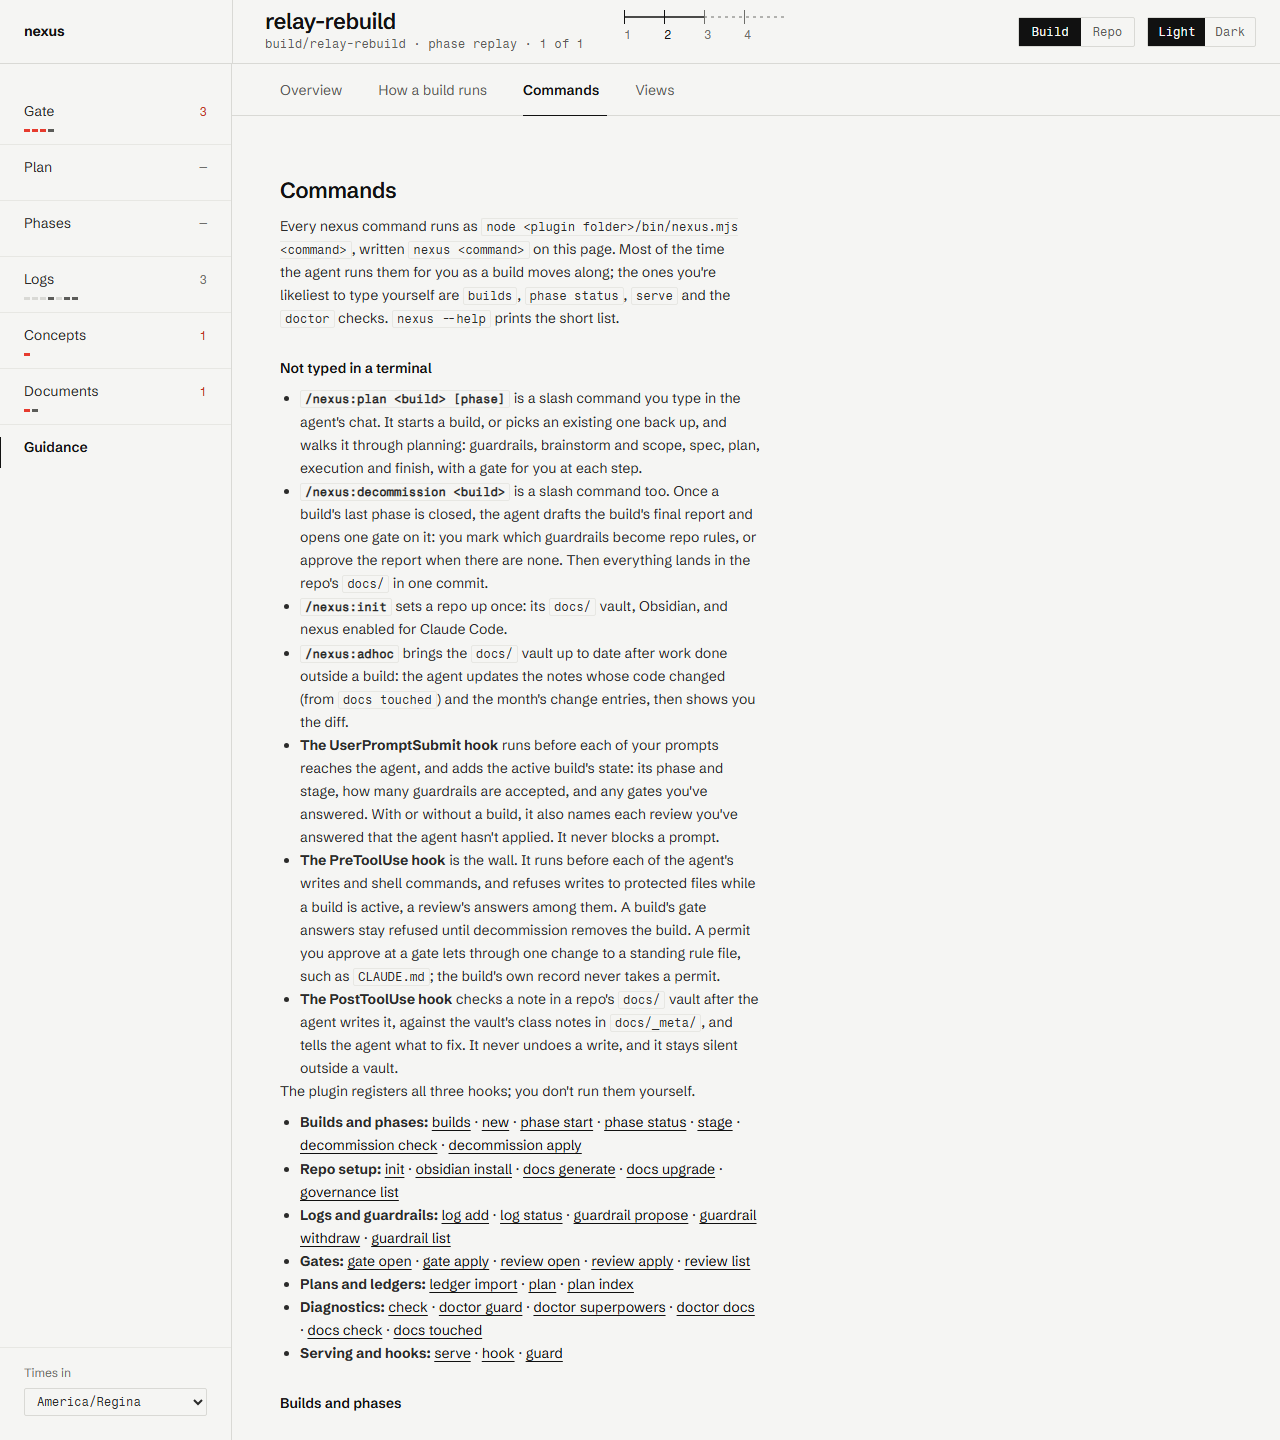 nexus
relay-rebuild
build/relay-rebuild · phase replay · 1 of 1
1 2 3 4
Build Repo
Light Dark
Overview How a build runs Commands Views
Gate 3
Plan –
Phases –
Logs 3
Concepts 1
Documents 1
Guidance
Commands
Every nexus command runs as node <plugin folder>/bin/nexus.mjs
<command>, written nexus <command> on this page. Most of the time
the agent runs them for you as a build moves along; the ones you're
likeliest to type yourself are builds, phase status, serve and the
doctor checks. nexus --help prints the short list.
Not typed in a terminal
• /nexus:plan <build> [phase] is a slash command you type in the
agent's chat. It starts a build, or picks an existing one back up, and
walks it through planning: guardrails, brainstorm and scope, spec, plan,
execution and finish, with a gate for you at each step.
• /nexus:decommission <build> is a slash command too. Once a
build's last phase is closed, the agent drafts the build's final report and
opens one gate on it: you mark which guardrails become repo rules, or
approve the report when there are none. Then everything lands in the
repo's docs/ in one commit.
• /nexus:init sets a repo up once: its docs/ vault, Obsidian, and
nexus enabled for Claude Code.
• /nexus:adhoc brings the docs/ vault up to date after work done
outside a build: the agent updates the notes whose code changed
(from docs touched) and the month's change entries, then shows you
the diff.
• The UserPromptSubmit hook runs before each of your prompts
reaches the agent, and adds the active build's state: its phase and
stage, how many guardrails are accepted, and any gates you've
answered. With or without a build, it also names each review you've
answered that the agent hasn't applied. It never blocks a prompt.
• The PreToolUse hook is the wall. It runs before each of the agent's
writes and shell commands, and refuses writes to protected files while
a build is active, a review's answers among them. A build's gate
answers stay refused until decommission removes the build. A permit
you approve at a gate lets through one change to a standing rule file,
such as CLAUDE.md; the build's own record never takes a permit.
• The PostToolUse hook checks a note in a repo's docs/ vault after the
agent writes it, against the vault's class notes in docs/_meta/, and
tells the agent what to fix. It never undoes a write, and it stays silent
outside a vault.
The plugin registers all three hooks; you don't run them yourself.
• Builds and phases: builds · new · phase start · phase status · stage ·
decommission check · decommission apply
• Repo setup: init · obsidian install · docs generate · docs upgrade ·
governance list
• Logs and guardrails: log add · log status · guardrail propose · guardrail
withdraw · guardrail list
• Gates: gate open · gate apply · review open · review apply · review list
• Plans and ledgers: ledger import · plan · plan index
• Diagnostics: check · doctor guard · doctor superpowers · doctor docs
· docs check · docs touched
• Serving and hooks: serve · hook · guard
Builds and phases
Times in
America/Regina